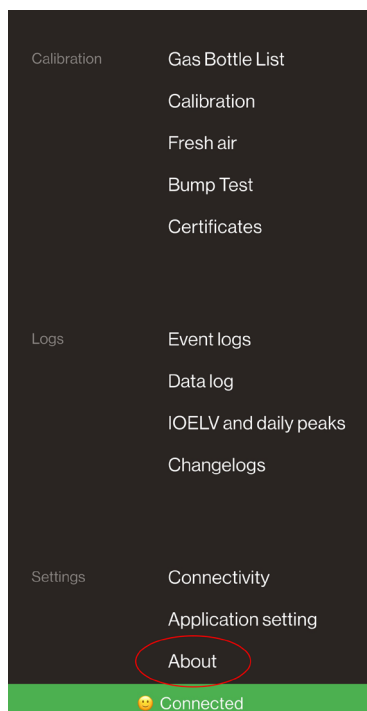 Calibration Gas Bottle List
Calibration
Fresh air
Bump Test
Certificates
Logs Event logs
Data log
IOELV and daily peaks
Changelogs
Settings Connectivity
Application setting
About
🙂 Connected